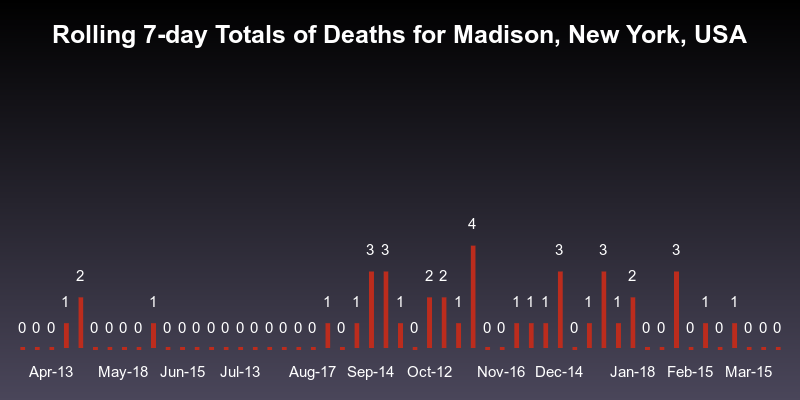 Rolling 7-day Totals of Deaths for Madison, New York, USA
4
3 3 3 3 3
2 2 2 2
1 1 1 1 1 1 1 1 1 1 1 1 1
0 0 0 0 0 0 0 0 0 0 0 0 0 0 0 0 0 0 0 0 0 0 0 0 0 0 0 0 0 0
Apr-13 May-18 Jun-15 Jul-13 Aug-17 Sep-14 Oct-12 Nov-16 Dec-14 Jan-18 Feb-15 Mar-15